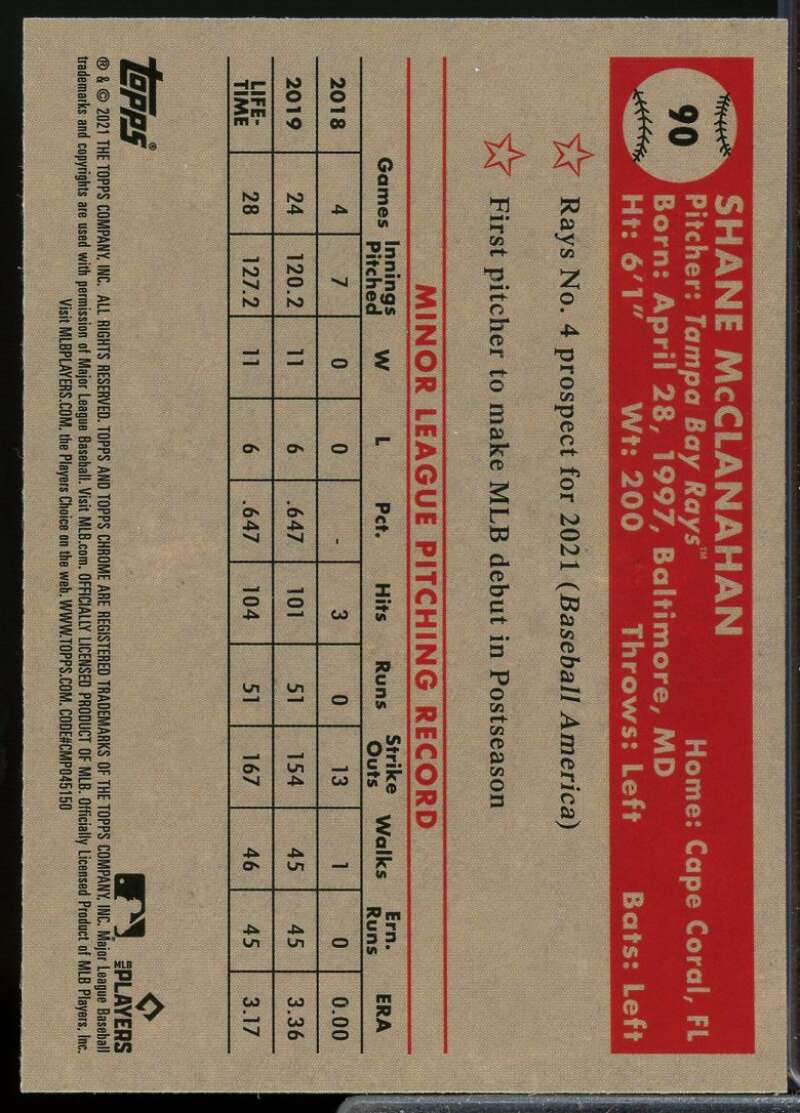 90
SHANE McCLANAHAN
Pitcher: Tampa Bay Rays™ Home: Cape Coral, FL
Born: April 28, 1997, Baltimore, MD
Ht: 6'1" Wt: 200 Throws: Left Bats: Left
Rays No. 4 prospect for 2021 (Baseball America)
First pitcher to make MLB debut in Postseason
MINOR LEAGUE PITCHING RECORD
Games Innings Pitched W L Pct. Hits Runs Strike Outs Walks Ern. Runs ERA
2018 4 7 0 0 - 3 0 13 1 0 0.00
2019 24 120.2 11 6 .647 101 51 154 45 45 3.36
LIFE-TIME 28 127.2 11 6 .647 104 51 167 46 45 3.17
topps®
MLB PLAYERS
® & © 2021 THE TOPPS COMPANY, INC. ALL RIGHTS RESERVED. TOPPS AND TOPPS CHROME ARE REGISTERED TRADEMARKS OF THE TOPPS COMPANY, INC. Major League Baseball
trademarks and copyrights are used with permission of Major League Baseball. Visit MLB.com. OFFICIALLY LICENSED PRODUCT OF MLB. Officially Licensed Product of MLB Players, Inc.
Visit MLBPLAYERS.COM, the Players Choice on the web. WWW.TOPPS.COM. CODE#CMP045150